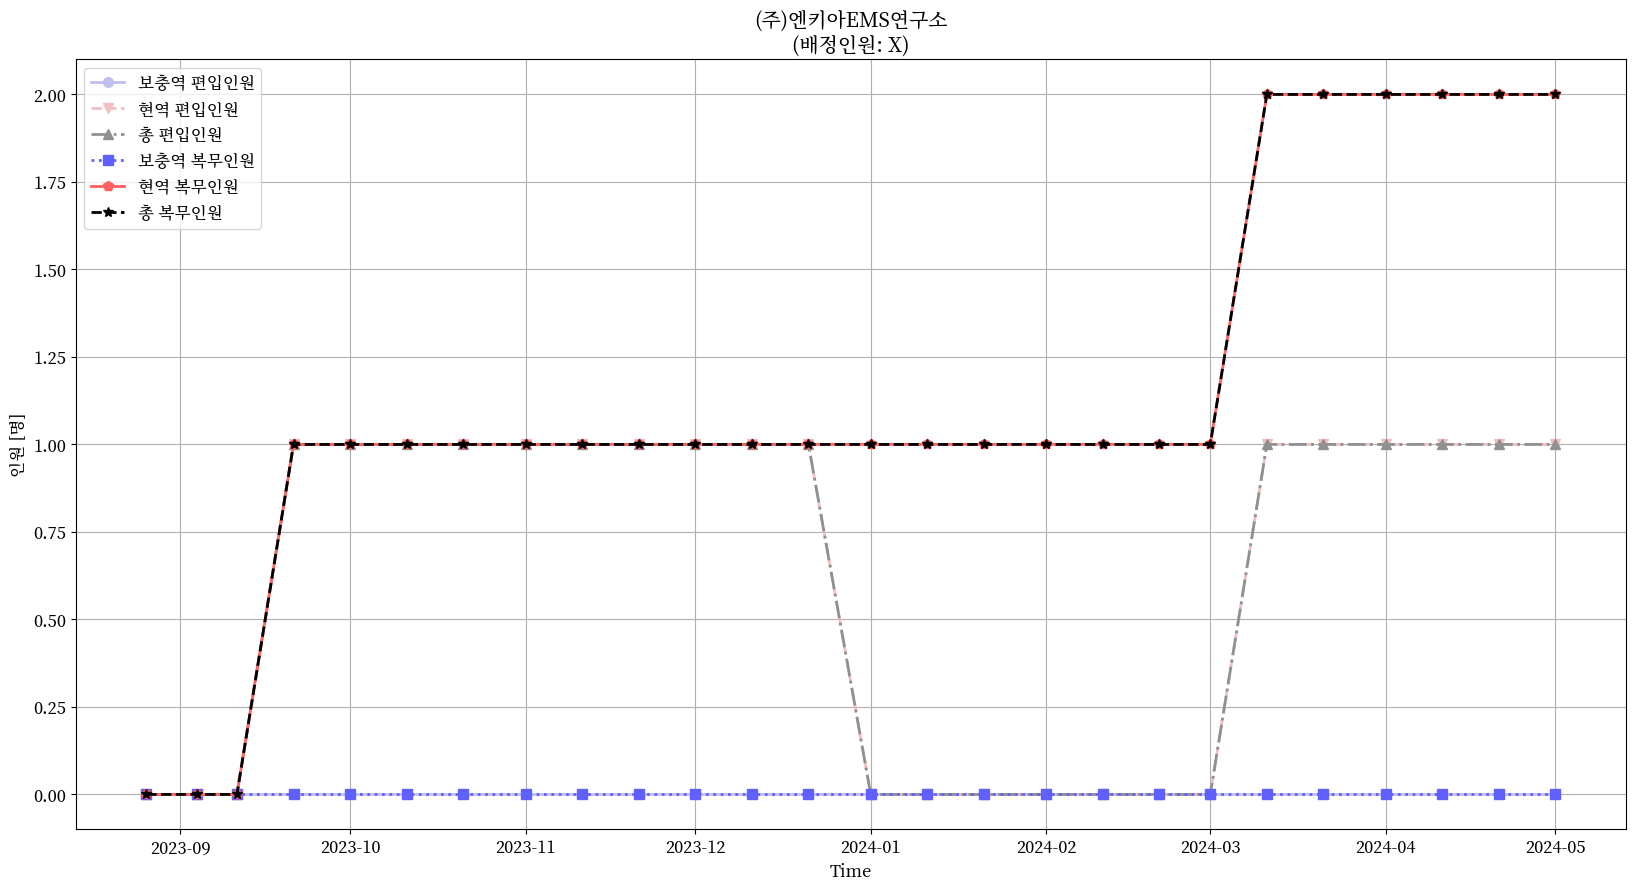 (주)엔키아EMS연구소
(배정인원: X)
보충역 편입인원
현역 편입인원
총 편입인원
보충역 복무인원
현역 복무인원
총 복무인원
2.00
1.75
1.50
1.25
1.00
0.75
0.50
0.25
0.00
인원 [명]
2023-09
2023-10
2023-11
2023-12
2024-01
2024-02
2024-03
2024-04
2024-05
Time